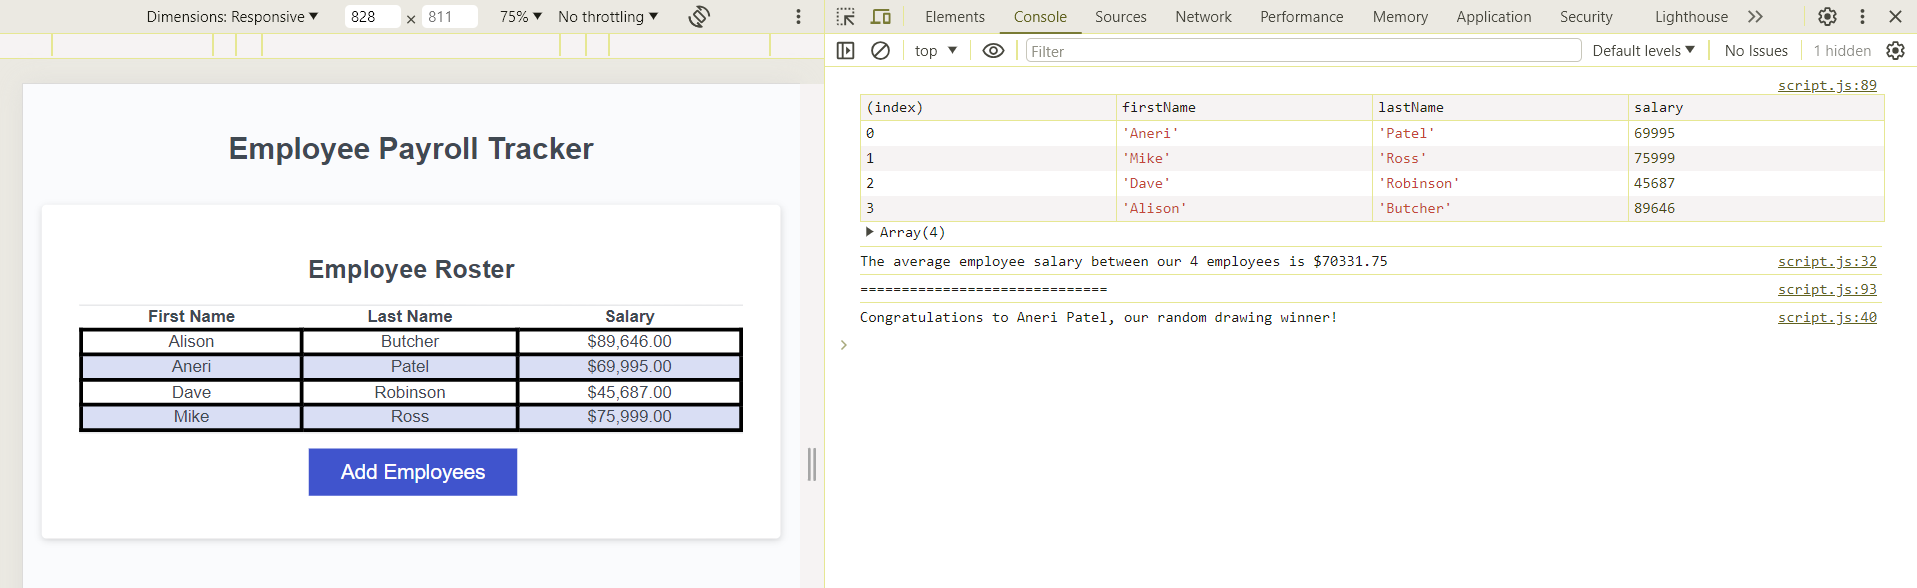 Dimensions: Responsive ▼ 828 × 811 75% ▼ No throttling ▼
Employee Payroll Tracker
Employee Roster
First Name Last Name Salary
Alison Butcher $89,646.00
Aneri Patel $69,995.00
Dave Robinson $45,687.00
Mike Ross $75,999.00
Add Employees
Elements Console Sources Network Performance Memory Application Security Lighthouse
top ▼ Filter Default levels ▼ No Issues 1 hidden
script.js:89
(index) firstName lastName salary
0 'Aneri' 'Patel' 69995
1 'Mike' 'Ross' 75999
2 'Dave' 'Robinson' 45687
3 'Alison' 'Butcher' 89646
▶ Array(4)
The average employee salary between our 4 employees is $70331.75 script.js:32
============================== script.js:93
Congratulations to Aneri Patel, our random drawing winner! script.js:40